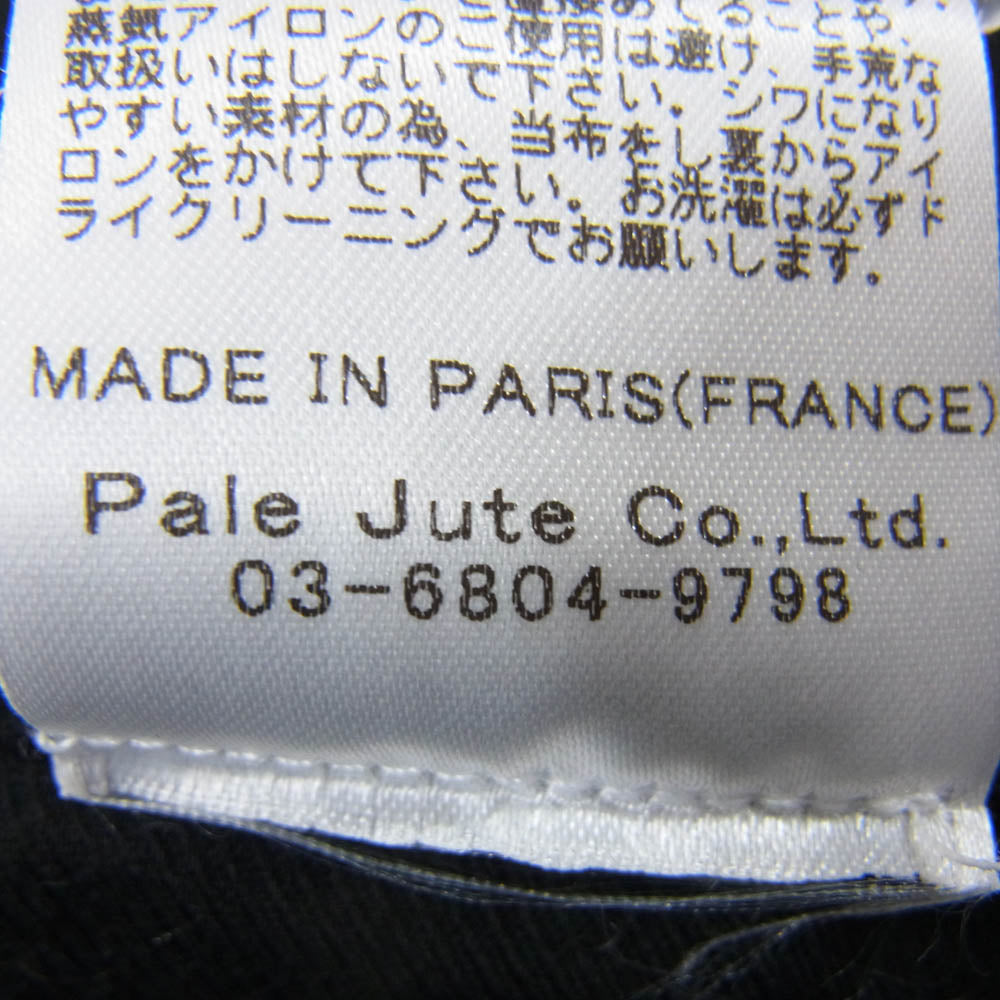 蒸気アイロンのご使用は避け、手荒な
取扱いはしないで下さい。シワになり
やすい素材の為、当布をし裏からアイ
ロンをかけて下さい。お洗濯は必ずド
ライクリーニングでお願いします。
MADE IN PARIS(FRANCE)
Pale Jute Co.,Ltd.
03-6804-9798